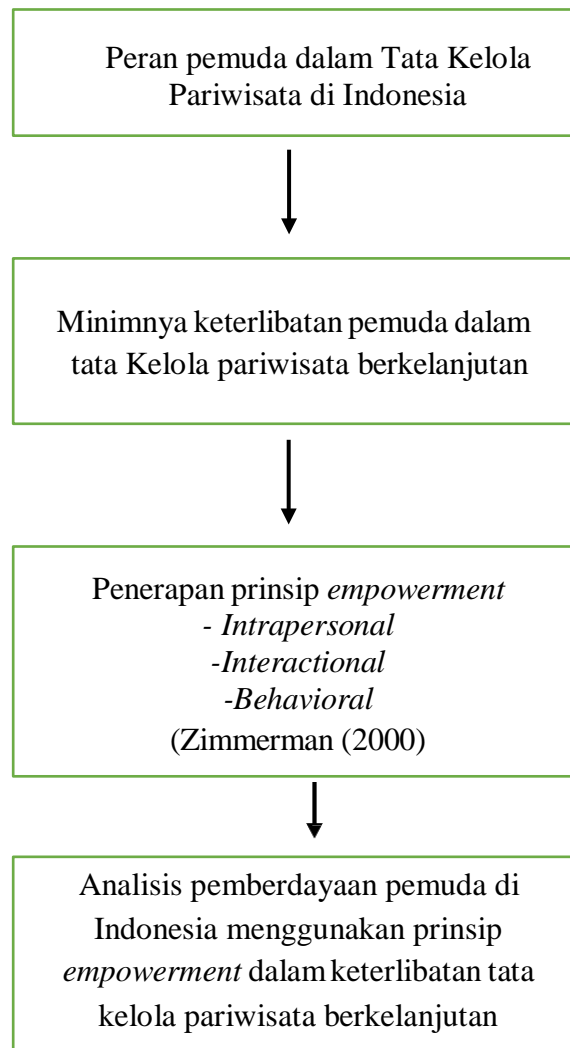 Peran pemuda dalam Tata Kelola
Pariwisata di Indonesia
Minimnya keterlibatan pemuda dalam
tata Kelola pariwisata berkelanjutan
Penerapan prinsip empowerment
- Intrapersonal
-Interactional
-Behavioral
(Zimmerman (2000)
Analisis pemberdayaan pemuda di
Indonesia menggunakan prinsip
empowerment dalam keterlibatan tata
kelola pariwisata berkelanjutan